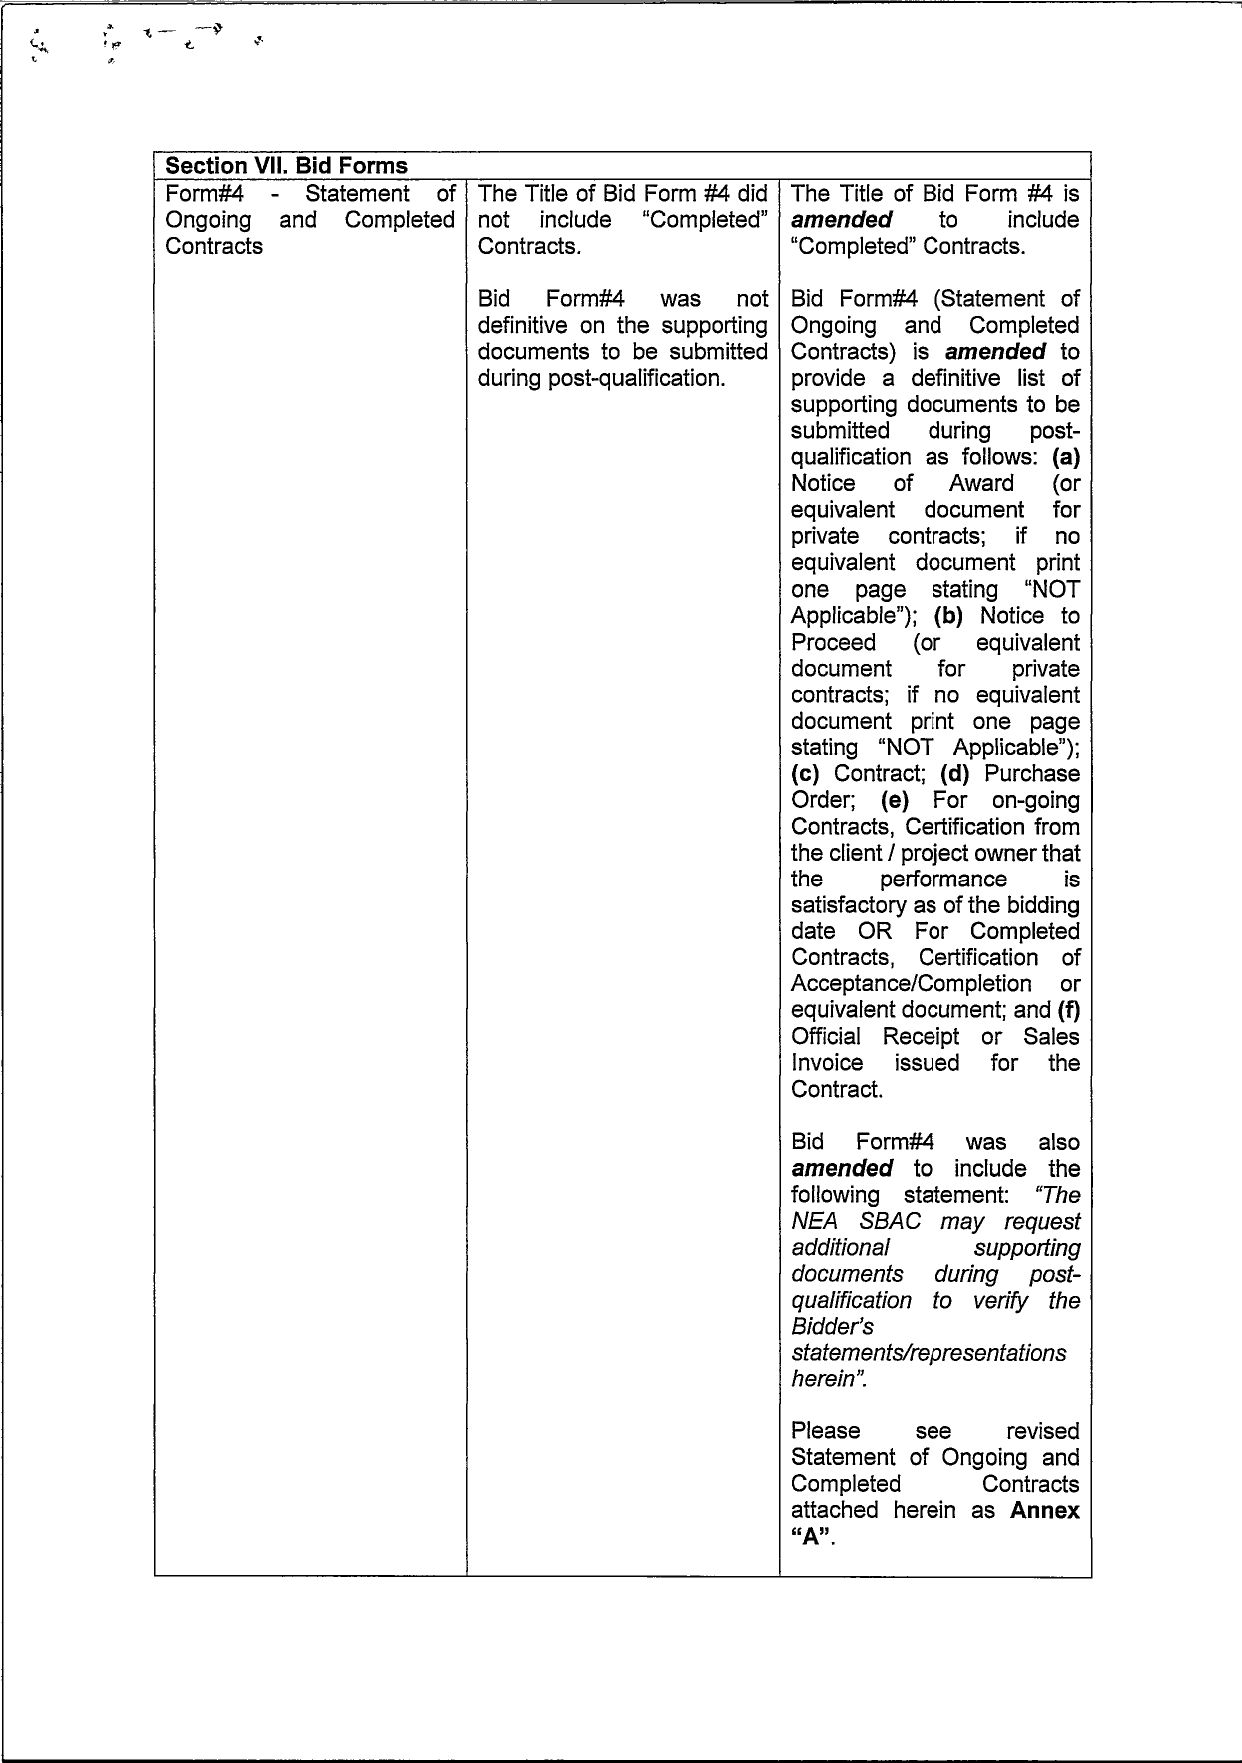 Section VII. Bid Forms
Form#4 - Statement of
Ongoing and Completed
Contracts
The Title of Bid Form #4 did
not include “Completed”
Contracts.
Bid Form#4 was not
definitive on the supporting
documents to be submitted
during post-qualification.
The Title of Bid Form #4 is
amended to include
“Completed” Contracts.
Bid Form#4 (Statement of
Ongoing and Completed
Contracts) is amended to
provide a definitive list of
supporting documents to be
submitted during post-
qualification as follows: (a)
Notice of Award (or
equivalent document for
private contracts; if no
equivalent document print
one page stating “NOT
Applicable”); (b) Notice to
Proceed (or equivalent
document for private
contracts; if no equivalent
document print one page
stating “NOT Applicable”);
(c) Contract; (d) Purchase
Order; (e) For on-going
Contracts, Certification from
the client / project owner that
the performance is
satisfactory as of the bidding
date OR For Completed
Contracts, Certification of
Acceptance/Completion or
equivalent document; and (f)
Official Receipt or Sales
Invoice issued for the
Contract.
Bid Form#4 was also
amended to include the
following statement: “The
NEA SBAC may request
additional supporting
documents during post-
qualification to verify the
Bidder’s
statements/representations
herein”.
Please see revised
Statement of Ongoing and
Completed Contracts
attached herein as Annex
“A”.